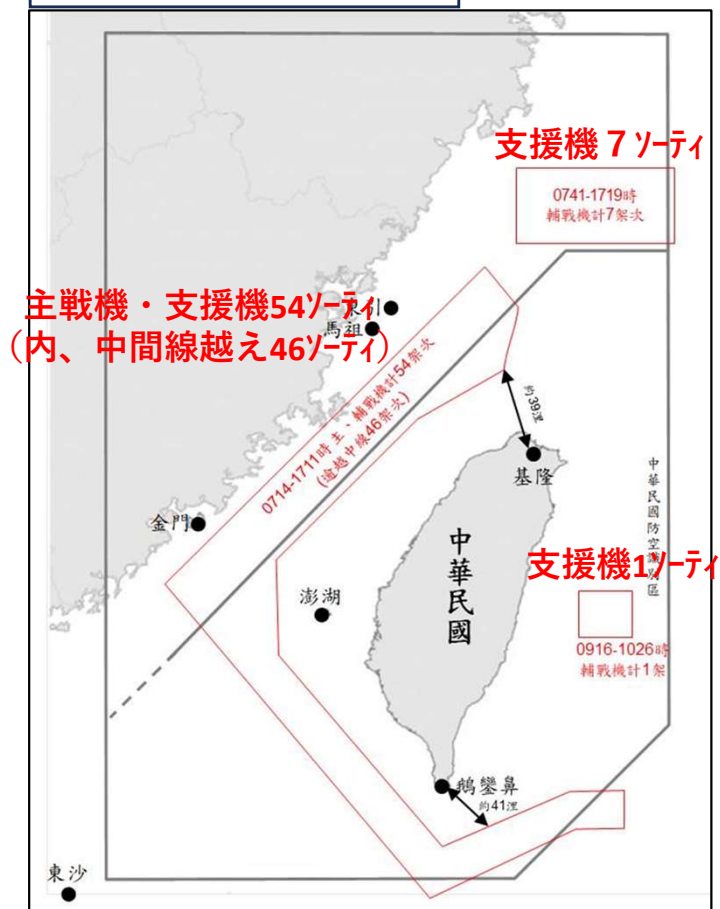 支援機７ソーティ
0741-1719時
輔戰機計7架次
主戦機・支援機54ソーティ
（内、中間線越え46ソーティ）
東引
馬祖
0714-1711時主、輔戰機計54架次
(逾越中線46架次)
約39浬
基隆
中華民國防空識別區
金門
中華民國
支援機1ソーティ
澎湖
0916-1026時
輔戰機計1架
鵝鑾鼻
約41浬
東沙